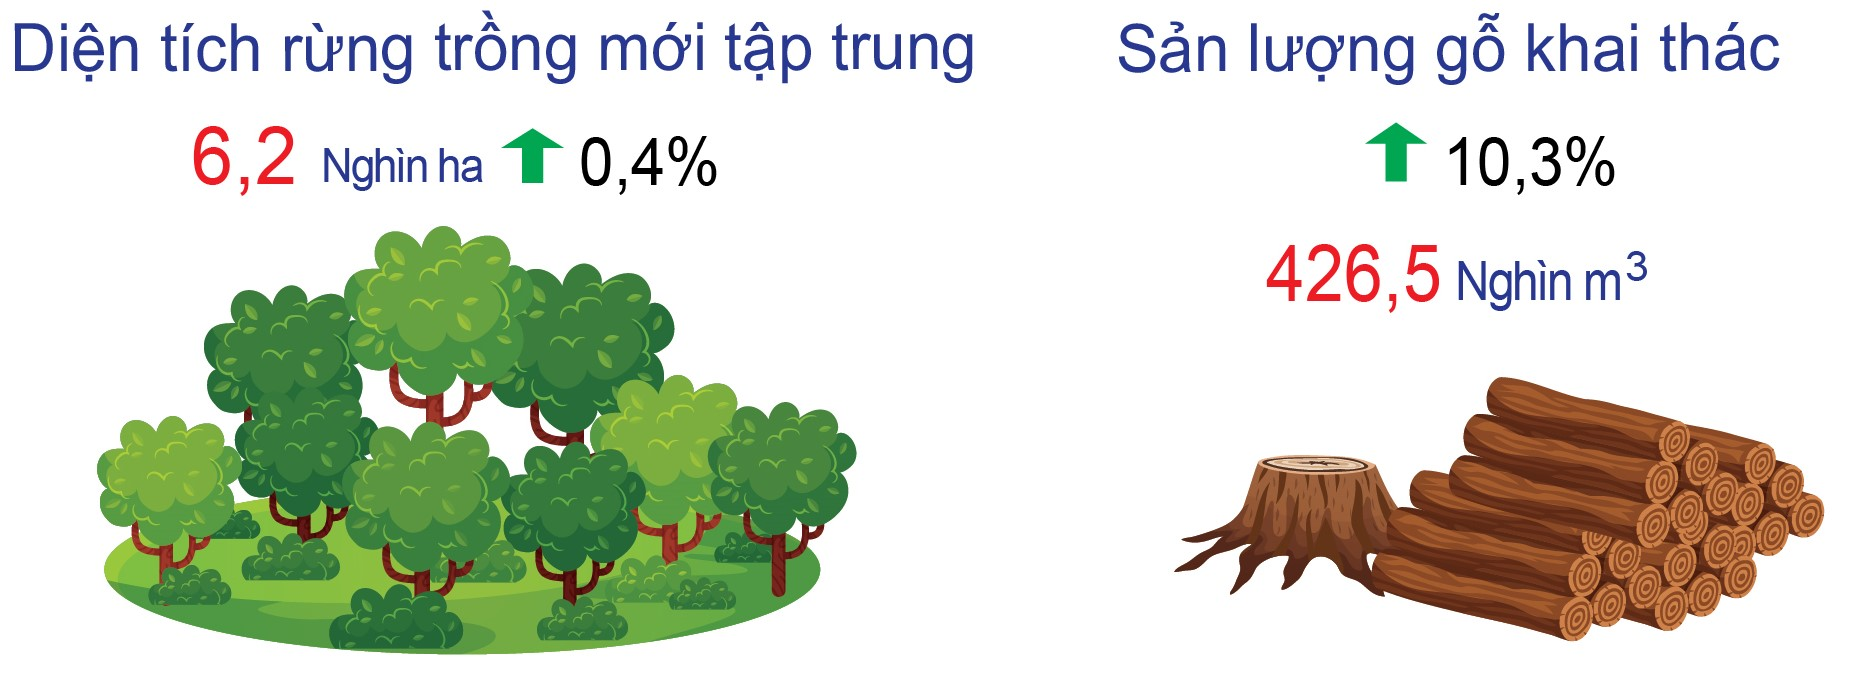 Diện tích rừng trồng mới tập trung
6,2 Nghìn ha 0,4%
Sản lượng gỗ khai thác
10,3%
426,5 Nghìn m³